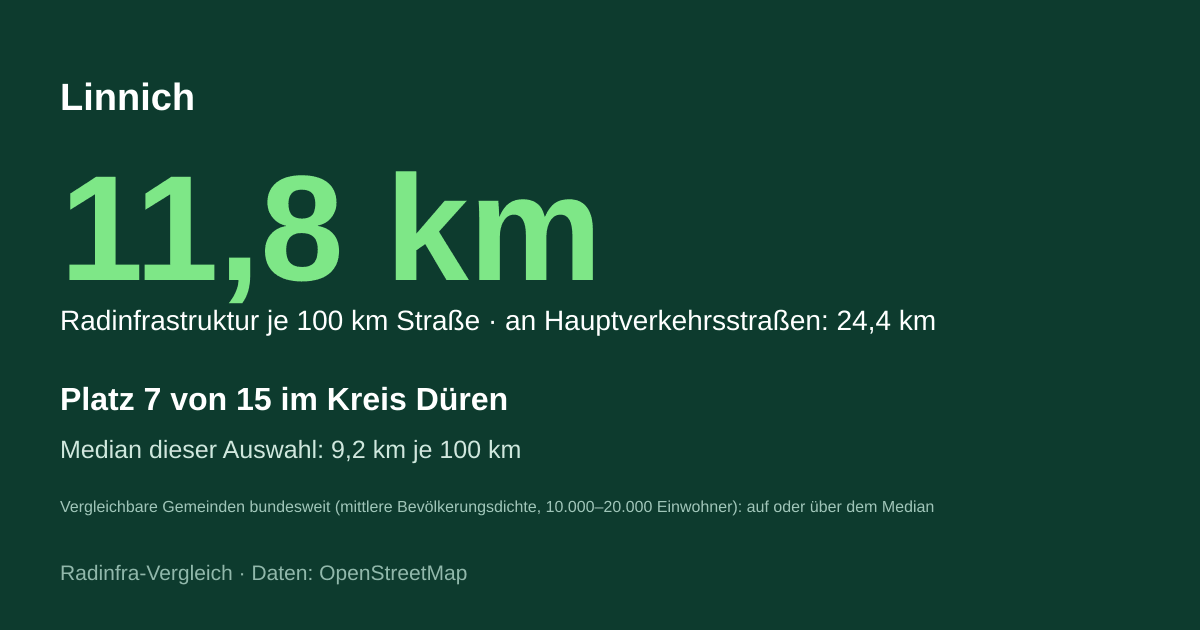 Linnich
11,8 km
Radinfrastruktur je 100 km Straße · an Hauptverkehrsstraßen: 24,4 km
Platz 7 von 15 im Kreis Düren
Median dieser Auswahl: 9,2 km je 100 km
Vergleichbare Gemeinden bundesweit (mittlere Bevölkerungsdichte, 10.000–20.000 Einwohner): auf oder über dem Median
Radinfra-Vergleich · Daten: OpenStreetMap